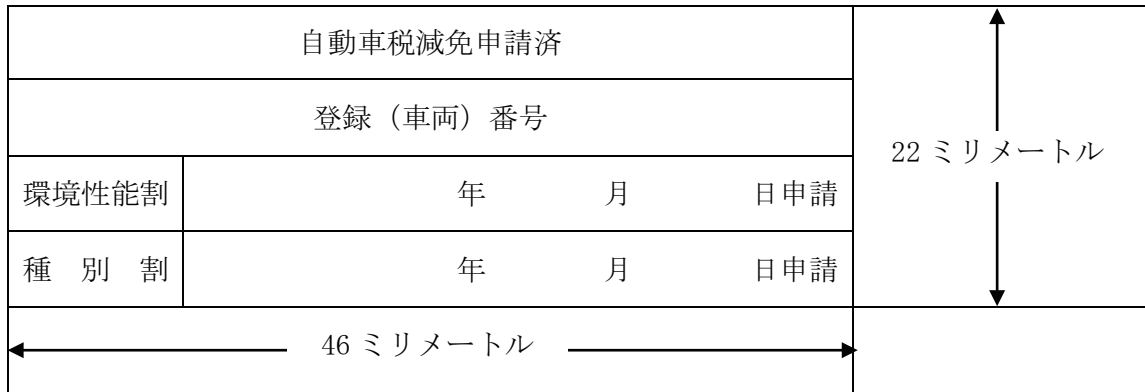 自動車税減免申請済
登録（車両）番号
22ミリメートル
環境性能割 年 月 日申請
種 別 割 年 月 日申請
46ミリメートル